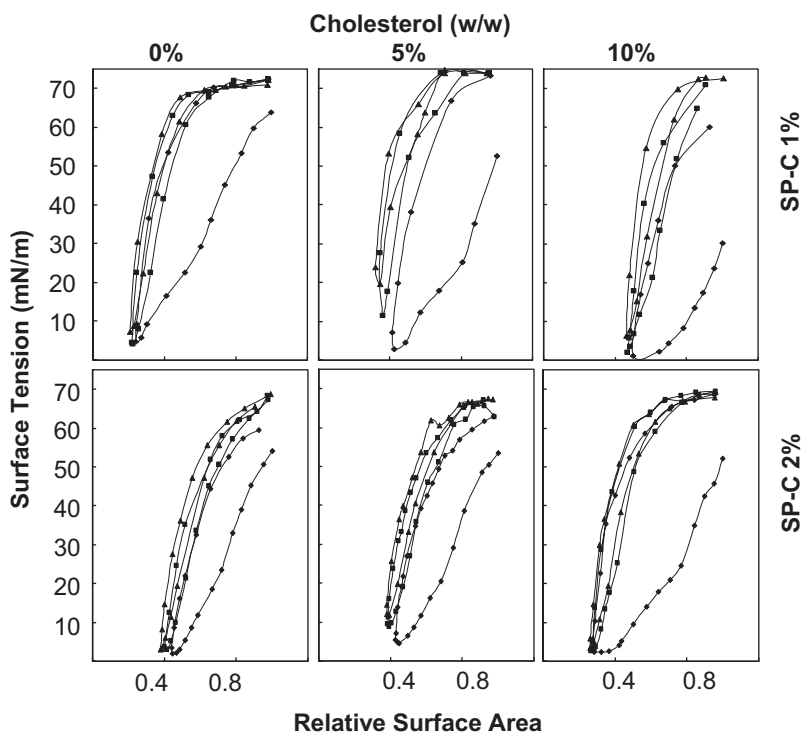 Cholesterol (w/w)
0% 5% 10%
70
60
50
40
30
20
10
SP-C 1%
Surface Tension (mN/m)
70
60
50
40
30
20
10
SP-C 2%
0.4 0.8 0.4 0.8 0.4 0.8
Relative Surface Area